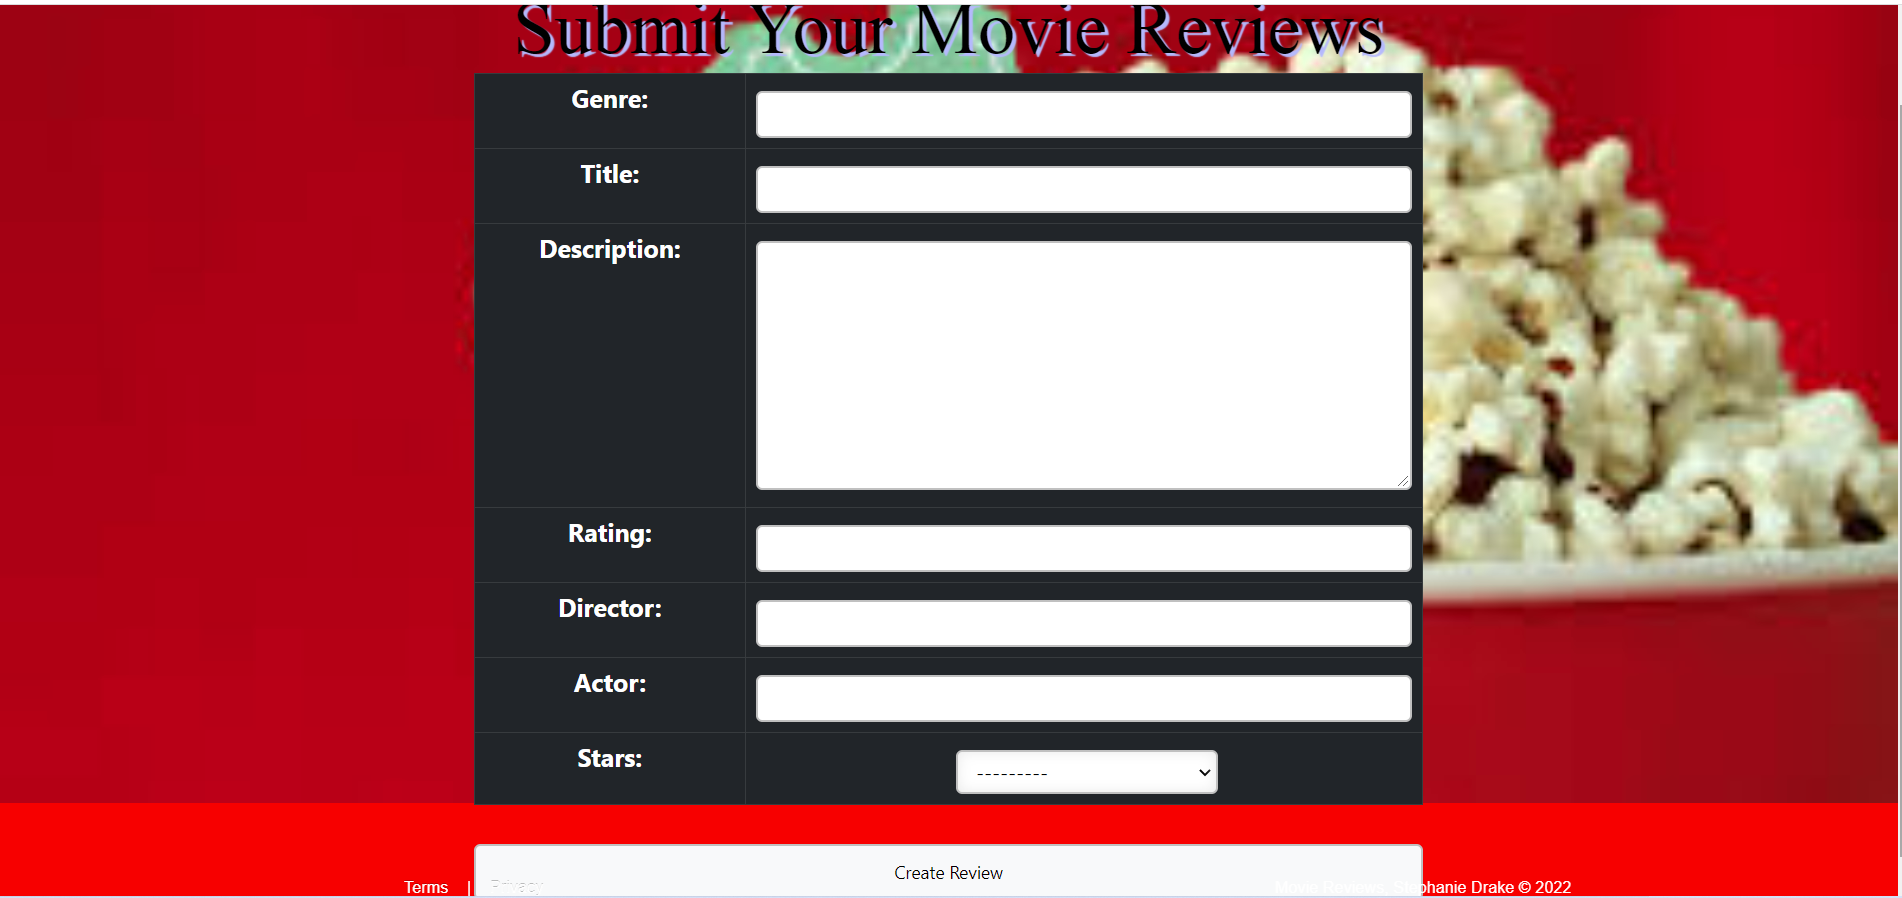 Submit Your Movie Reviews
Genre:
Title:
Description:
Rating:
Director:
Actor:
Stars:
---------
Create Review
Terms | Privacy
Movie Reviews, Stephanie Drake © 2022